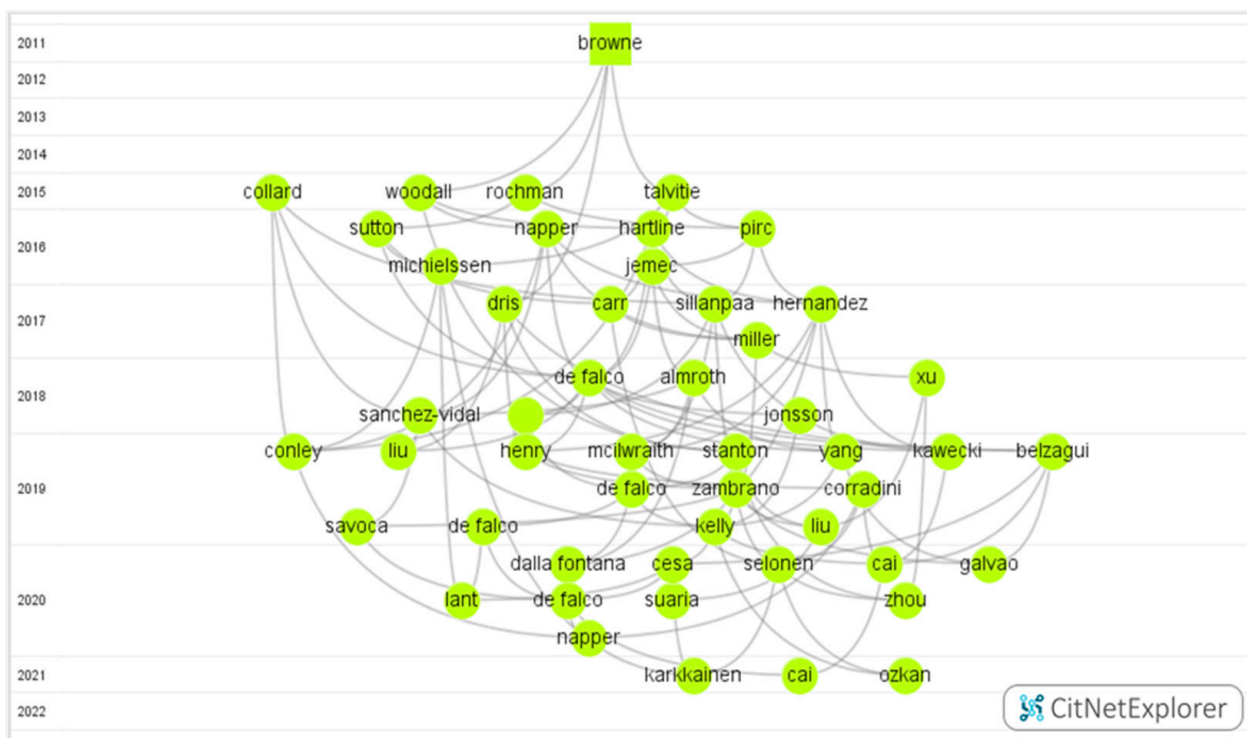 2011
browne
2012
2013
2014
2015
collard
woodall
rochman
talvitie
2016
sutton
napper
hartline
pirc
michielssen
jemec
2017
dris
carr
sillanpaa
hernandez
miller
2018
de falco
almroth
xu
sanchez-vidal
jonsson
2019
conley
liu
henry
mcilwraith
stanton
yang
kawecki
belzagui
de falco
zambrano
corradini
savoca
de falco
kelly
liu
2020
dalla fontana
cesa
selonen
cai
galvao
lant
de falco
suaria
zhou
napper
2021
karkkainen
cai
ozkan
2022
CitNetExplorer